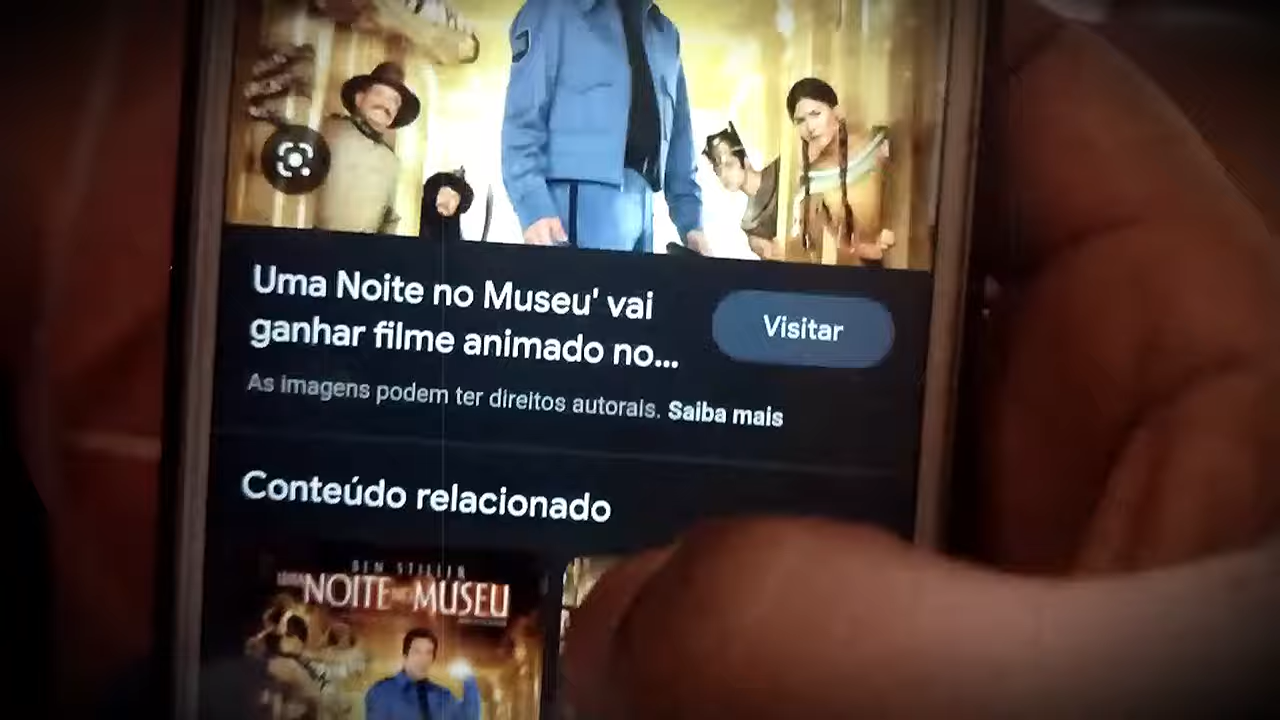 Uma Noite no Museu' vai
ganhar filme animado no...
Visitar
As imagens podem ter direitos autorais. Saiba mais
Conteúdo relacionado
BEN STILLER
NOITE NO MUSEU